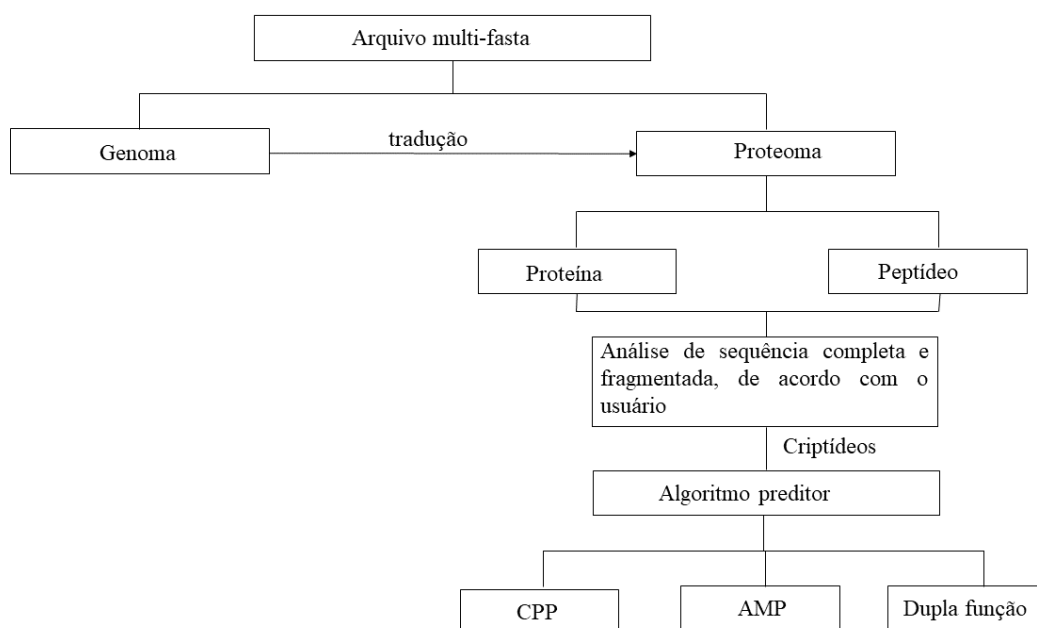 Arquivo multi-fasta
Genoma
tradução
Proteoma
Proteína
Peptídeo
Análise de sequência completa e
fragmentada, de acordo com o
usuário
Criptídeos
Algoritmo preditor
CPP
AMP
Dupla função